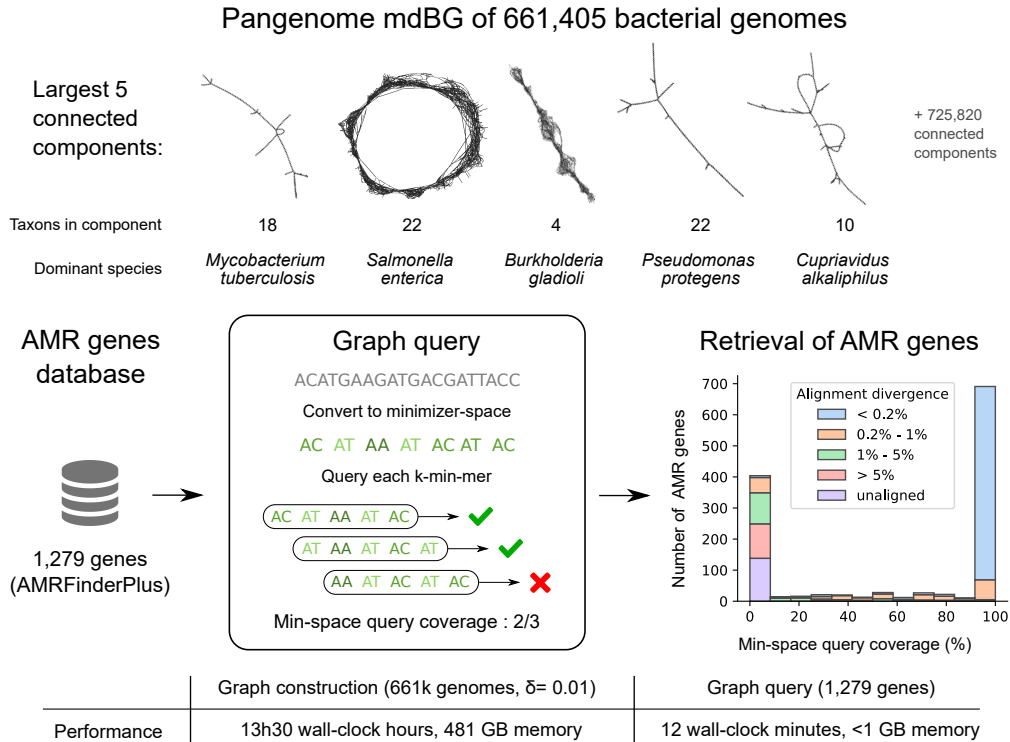 Pangenome mdBG of 661,405 bacterial genomes
Largest 5
connected
components:
+ 725,820
connected
components
Taxons in component
18
22
4
22
10
Dominant species
Mycobacterium
tuberculosis
Salmonella
enterica
Burkholderia
gladioli
Pseudomonas
protegens
Cupriavidus
alkaliphilus
AMR genes
database
1,279 genes
(AMRFinderPlus)
Graph query
ACATGAAGATGACGATTACC
Convert to minimizer-space
AC AT AA AT AC AT AC
Query each k-min-mer
AC AT AA AT AC
AT AA AT AC AT
AA AT AC AT AC
Min-space query coverage : 2/3
Retrieval of AMR genes
Number of AMR genes
700
600
500
400
300
200
100
0
Alignment divergence
< 0.2%
0.2% - 1%
1% - 5%
> 5%
unaligned
0 20 40 60 80 100
Min-space query coverage (%)
Graph construction (661k genomes, δ= 0.01)
Graph query (1,279 genes)
Performance
13h30 wall-clock hours, 481 GB memory
12 wall-clock minutes, <1 GB memory